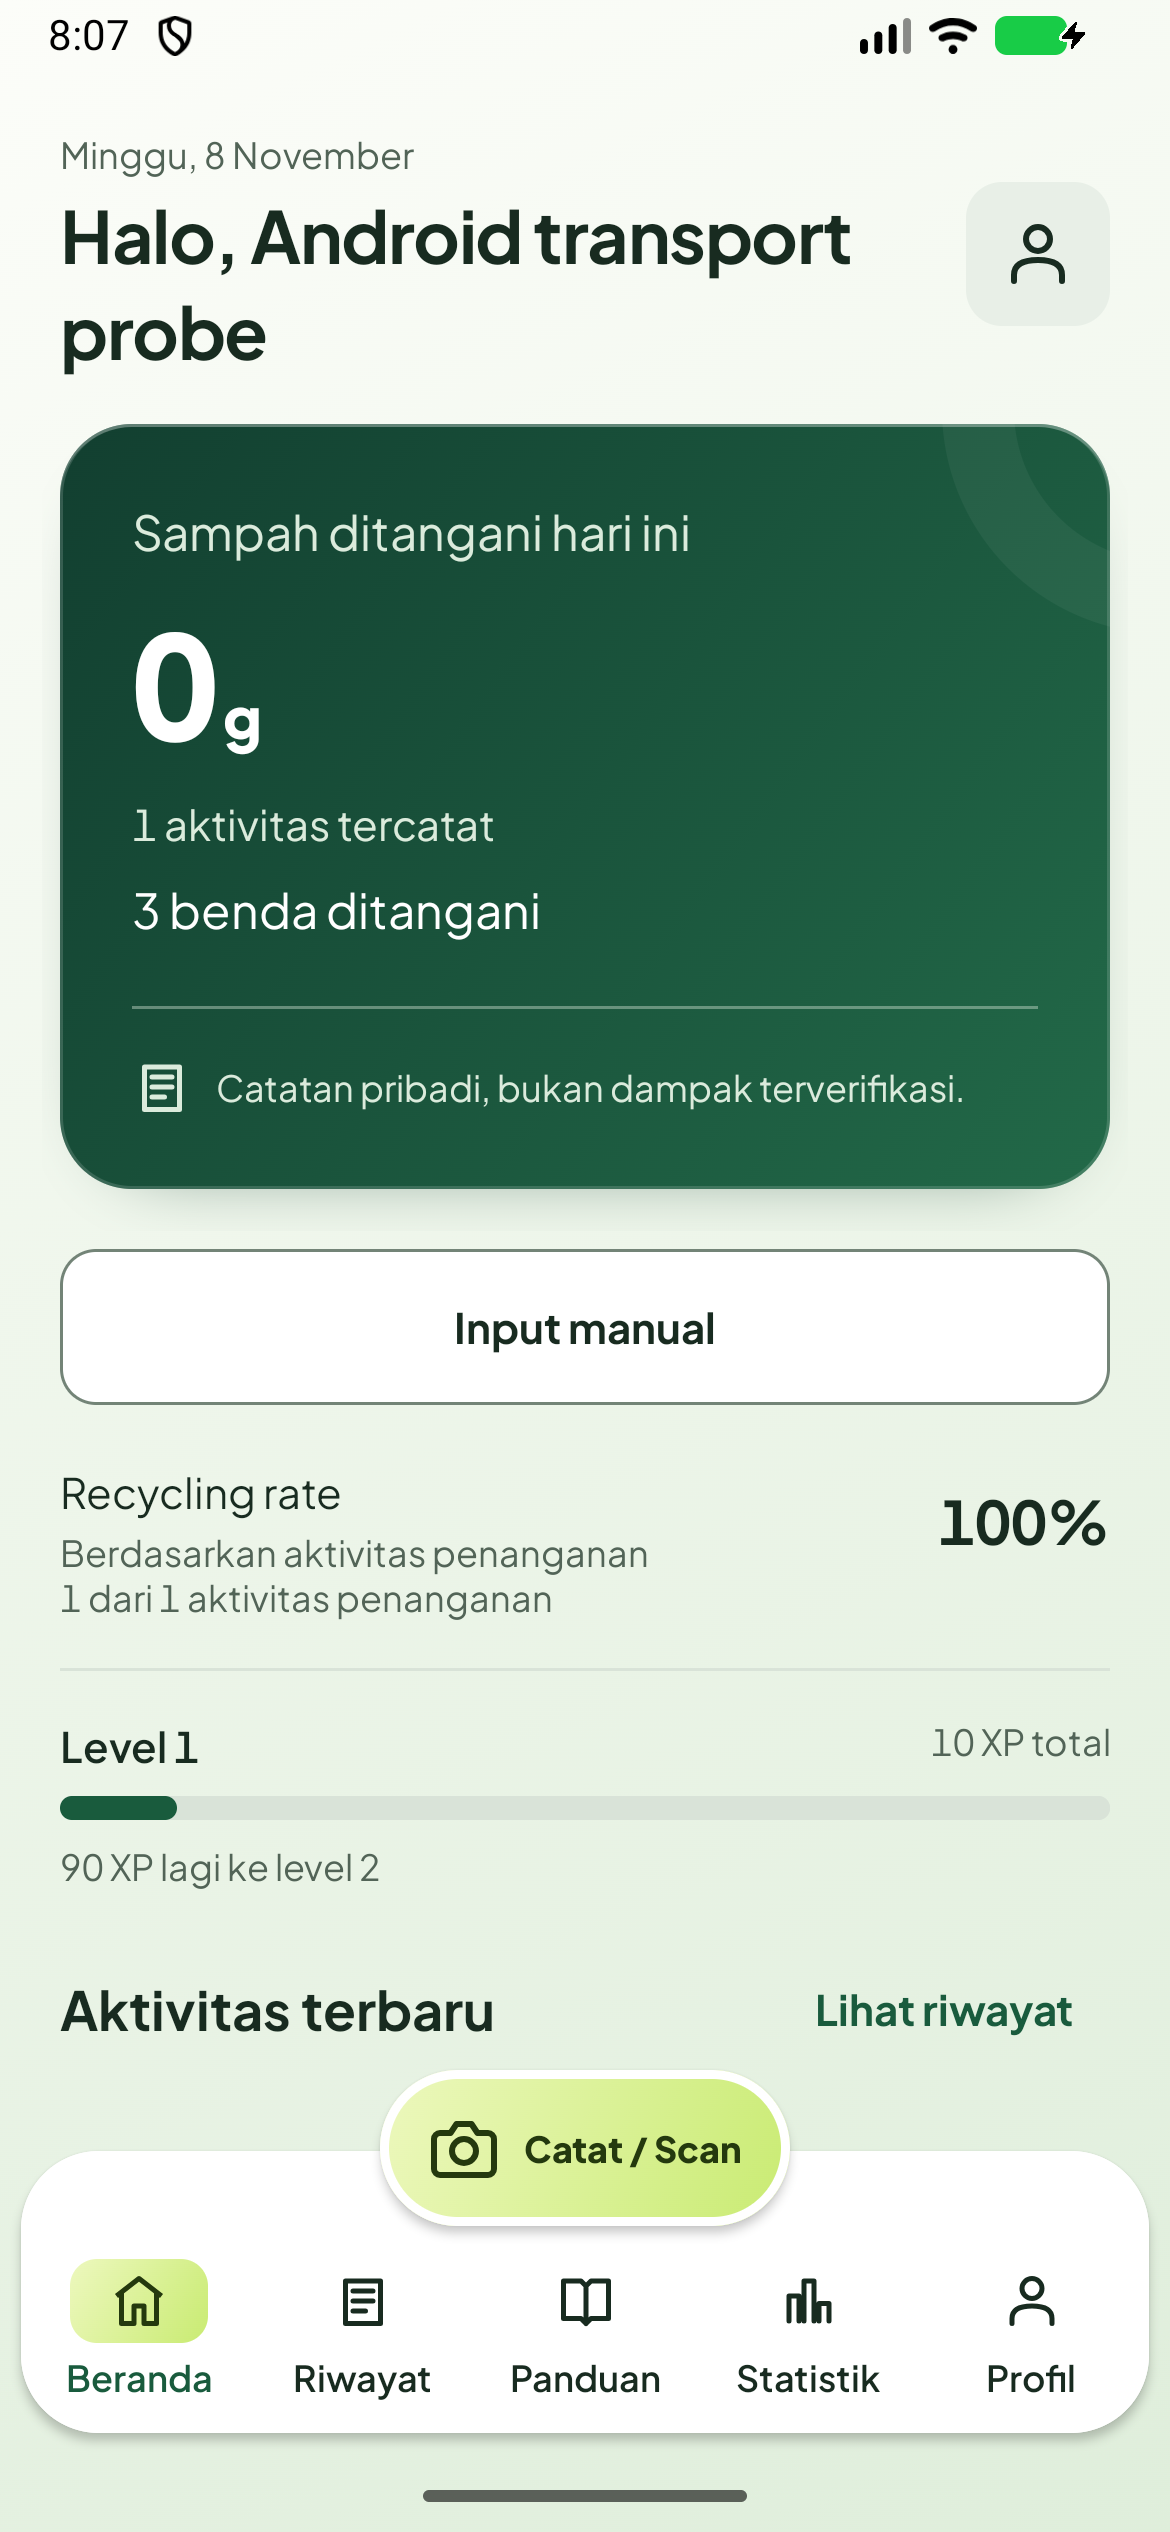 8:07
Minggu, 8 November
Halo, Android transport
probe
Sampah ditangani hari ini
0 g
1 aktivitas tercatat
3 benda ditangani
Catatan pribadi, bukan dampak terverifikasi.
Input manual
Recycling rate
100%
Berdasarkan aktivitas penanganan
1 dari 1 aktivitas penanganan
Level 1
10 XP total
90 XP lagi ke level 2
Aktivitas terbaru
Lihat riwayat
Catat / Scan
Beranda
Riwayat
Panduan
Statistik
Profil